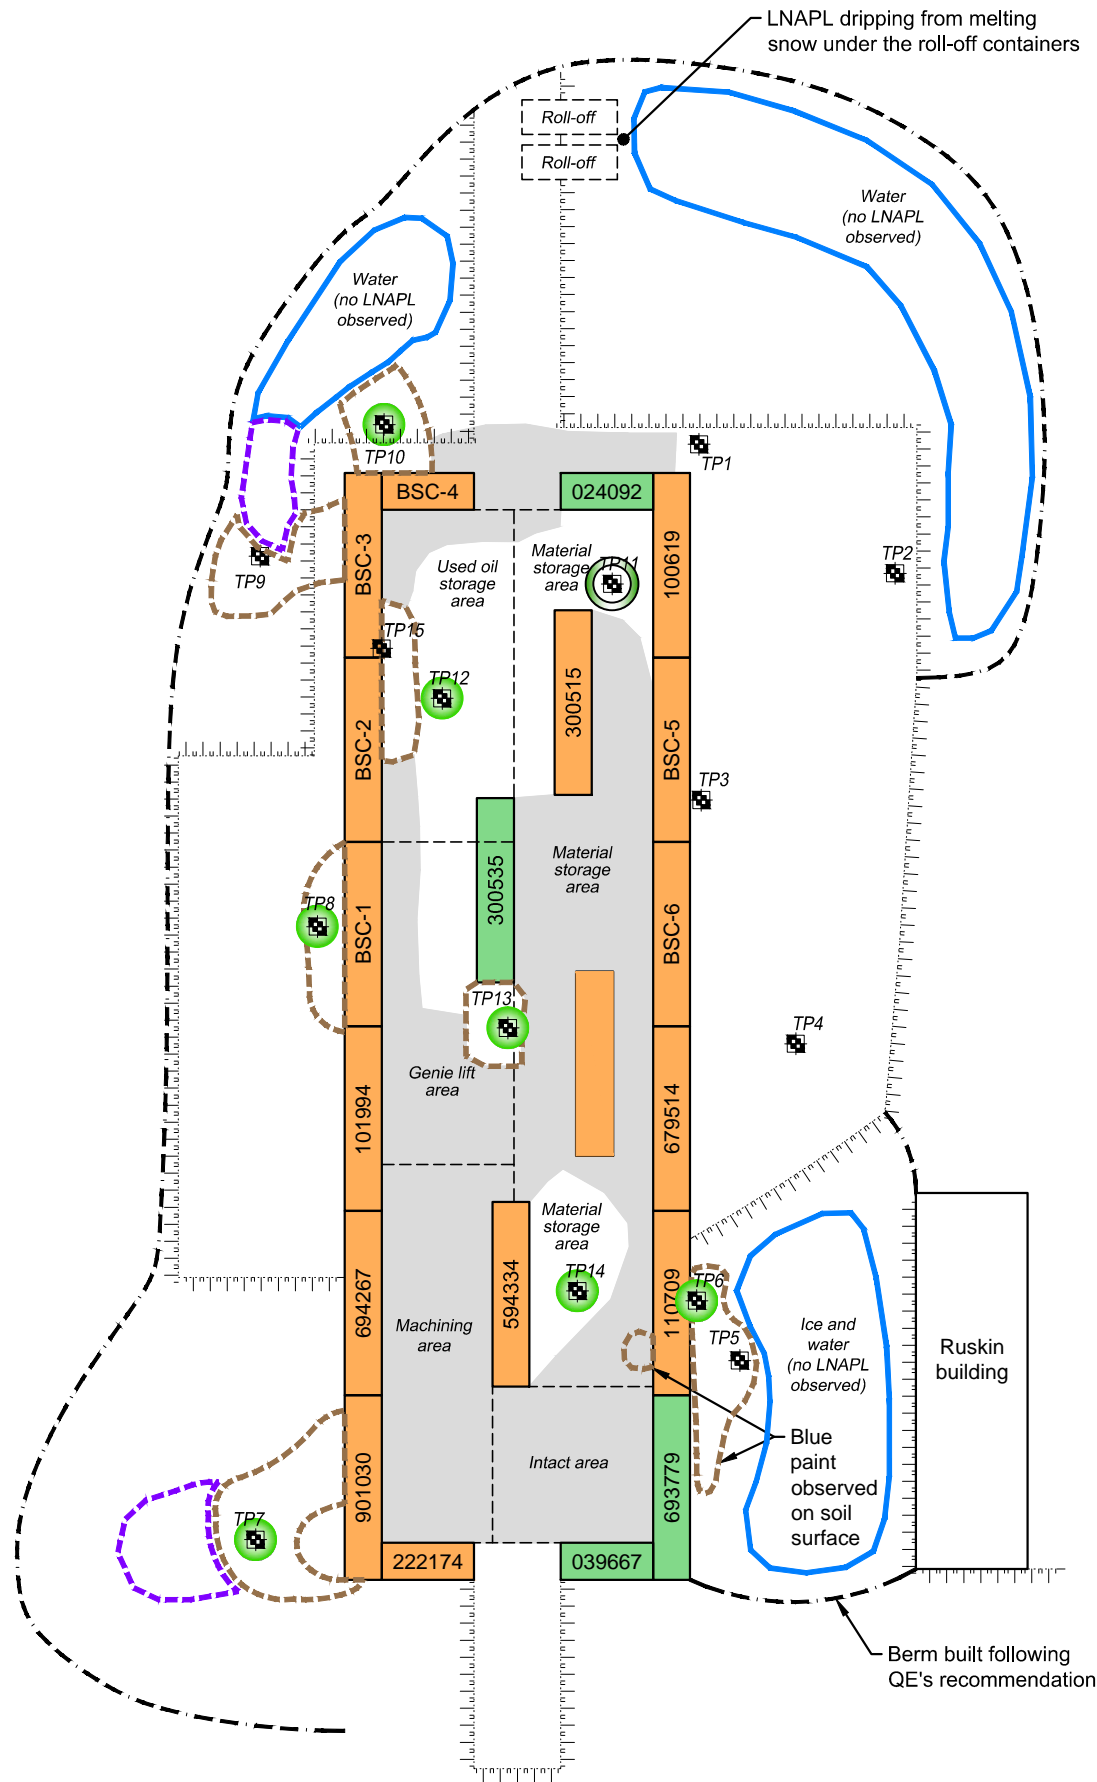 LNAPL dripping from melting
snow under the roll-off containers
Roll-off
Roll-off
Water
(no LNAPL
observed)
Water
(no LNAPL
observed)
TP10
TP1
BSC-4
024092
TP9
BSC-3
Used oil
storage
area
Material
storage
area
TP11
100619
TP2
TP15
TP12
300515
BSC-2
BSC-5
TP3
300535
Material
storage
area
TP8
BSC-1
BSC-6
TP13
TP4
Genie lift
area
101994
679514
Material
storage
area
TP14
594334
694267
110709
TP6
TP5
Machining
area
Ice and
water
(no LNAPL
observed)
Ruskin
building
Blue
paint
observed
on soil
surface
Intact area
901030
693779
TP7
222174
039667
Berm built following
QE's recommendation